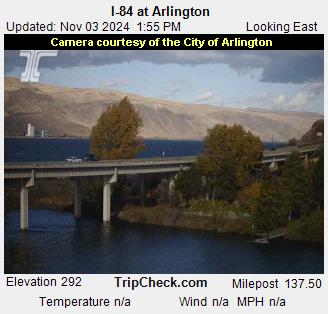 I-84 at Arlington
Updated: Nov 03 2024 1:55 PM Looking East
Camera courtesy of the City of Arlington
Elevation 292 TripCheck.com Milepost 137.50
Temperature n/a Wind n/a MPH n/a